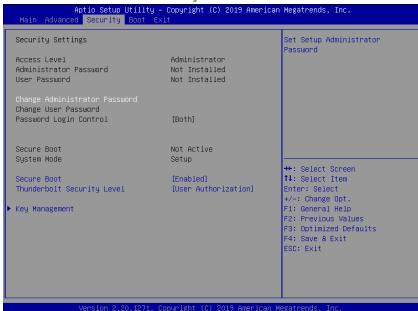 Aptio Setup Utility – Copyright (C) 2019 American Megatrends, Inc.
Main Advanced Security Boot Exit
Security Settings
Access Level Administrator
Administrator Password Not Installed
User Password Not Installed
Change Administrator Password
Change User Password
Password Login Control [Both]
Secure Boot Not Active
System Mode Setup
Secure Boot [Enabled]
Thunderbolt Security Level [User Authorization]
Key Management
Set Setup Administrator
Password
→←: Select Screen
↑↓: Select Item
Enter: Select
+/-: Change Opt.
F1: General Help
F2: Previous Values
F3: Optimized Defaults
F4: Save & Exit
ESC: Exit
Version 2.20.1271. Copyright (C) 2019 American Megatrends, Inc.